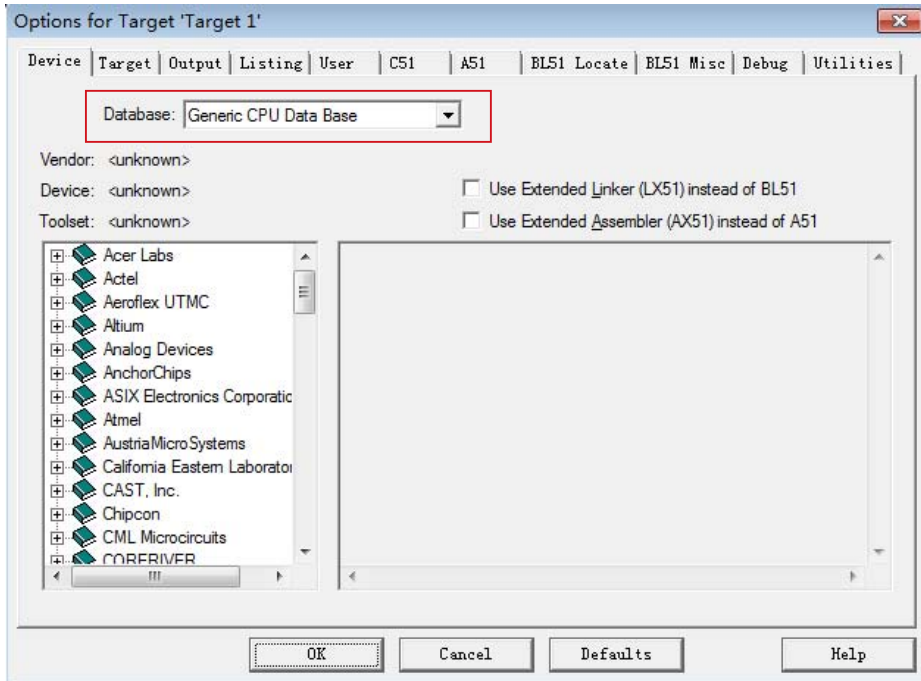 Options for Target 'Target 1'
Device Target Output Listing User C51 A51 BL51 Locate BL51 Misc Debug Utilities
Database: Generic CPU Data Base
Vendor: <unknown>
Device: <unknown>
Use Extended Linker (LX51) instead of BL51
Toolset: <unknown>
Use Extended Assembler (AX51) instead of A51
Acer Labs
Actel
Aeroflex UTMC
Altium
Analog Devices
AnchorChips
ASIX Electronics Corporatic
Atmel
AustriaMicroSystems
California Eastern Laborator
CAST, Inc.
Chipcon
CML Microcircuits
CORERIVER
OK Cancel Defaults Help